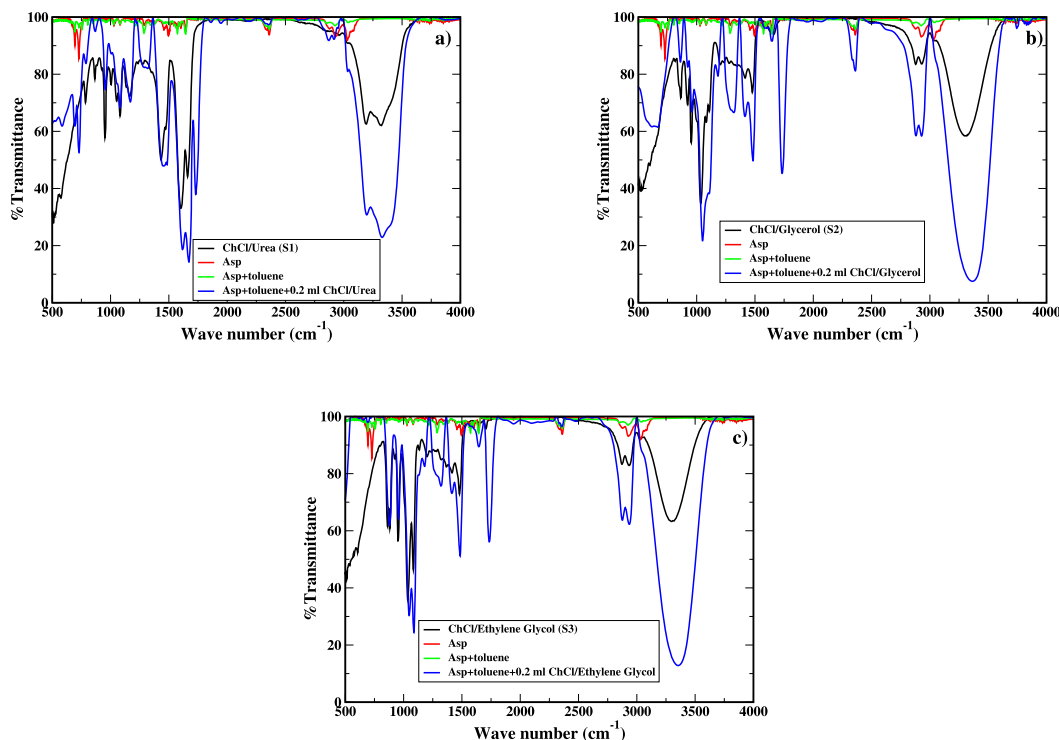 a)
100
80
60
40
20
0
% Transmittance
ChCl/Urea (S1)
Asp
Asp+toluene
Asp+toluene+0.2 ml ChCl/Urea
500 1000 1500 2000 2500 3000 3500 4000
Wave number (cm⁻¹)
b)
100
80
60
40
20
0
% Transmittance
ChCl/Glycerol (S2)
Asp
Asp+toluene
Asp+toluene+0.2 ml ChCl/Glycerol
500 1000 1500 2000 2500 3000 3500 4000
Wave number (cm⁻¹)
c)
100
80
60
40
20
0
% Transmittance
ChCl/Ethylene Glycol (S3)
Asp
Asp+toluene
Asp+toluene+0.2 ml ChCl/Ethylene Glycol
500 1000 1500 2000 2500 3000 3500 4000
Wave number (cm⁻¹)